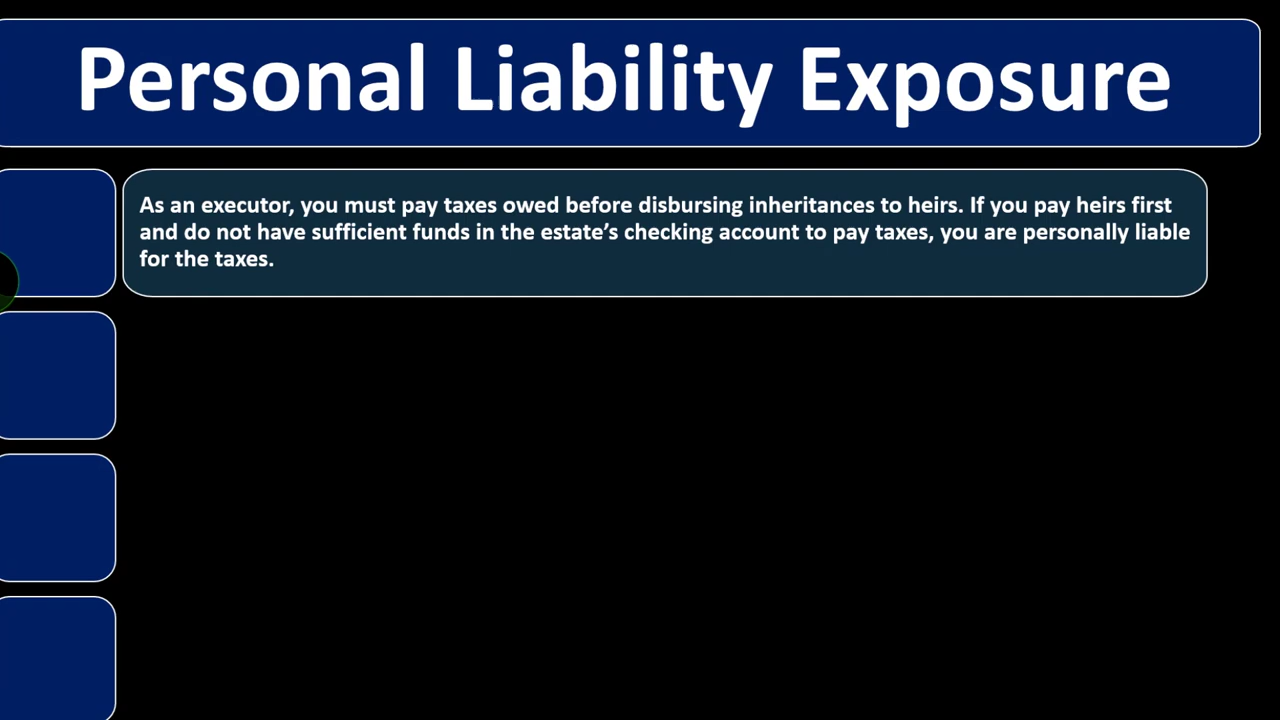 Personal Liability Exposure
As an executor, you must pay taxes owed before disbursing inheritances to heirs. If you pay heirs first
and do not have sufficient funds in the estate’s checking account to pay taxes, you are personally liable
for the taxes.